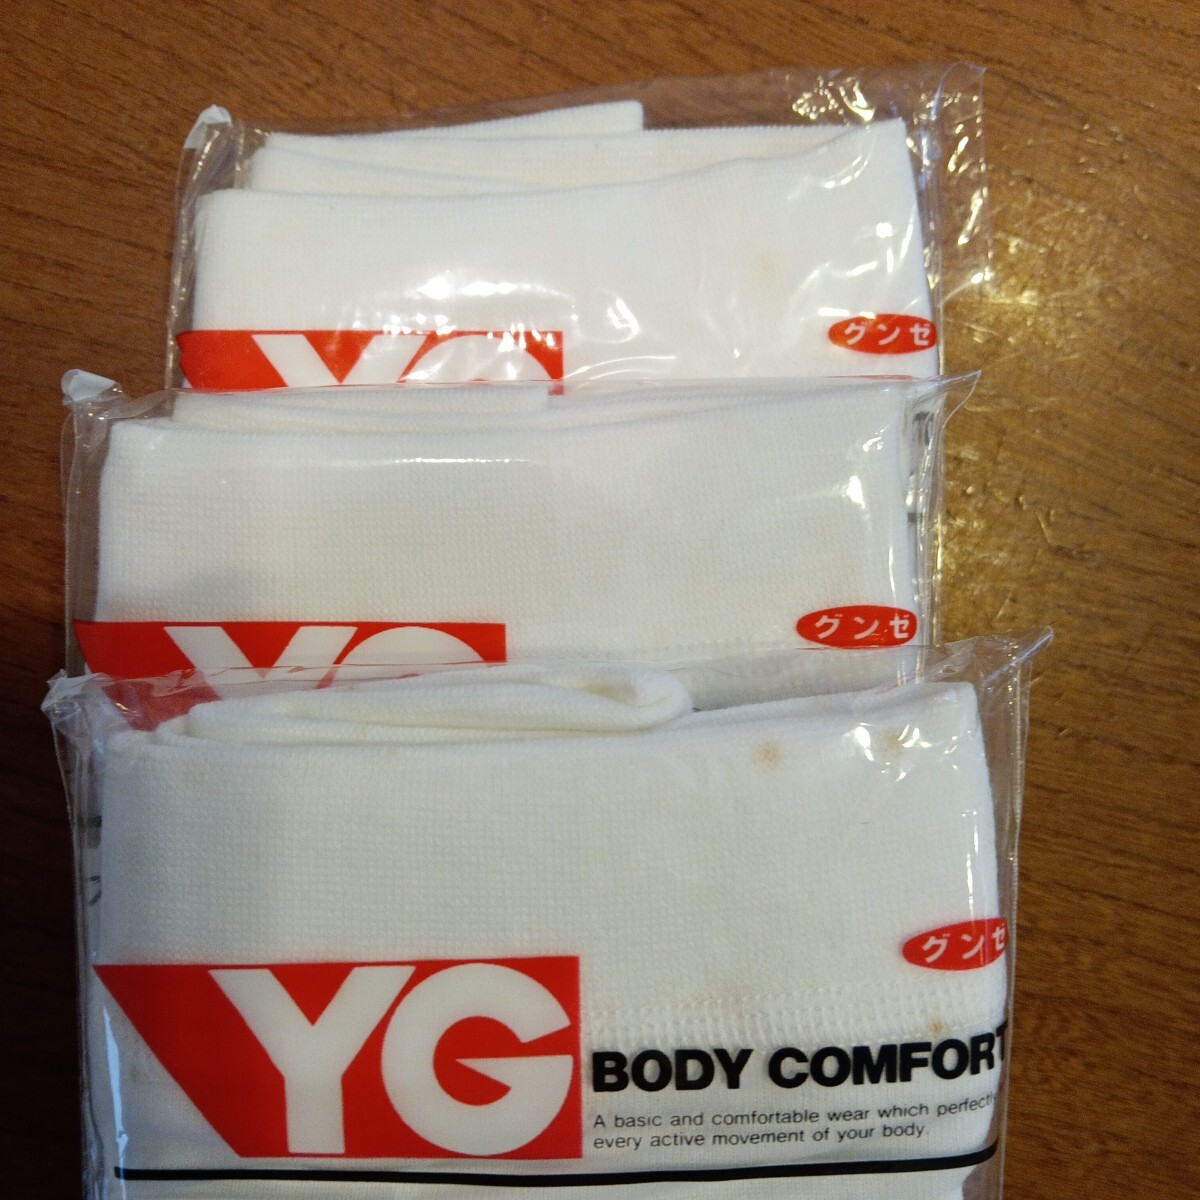 グンゼ
YG
グンゼ
YG
グンゼ
YG
BODY COMFORT
A basic and comfortable wear which perfectly
every active movement of your body.